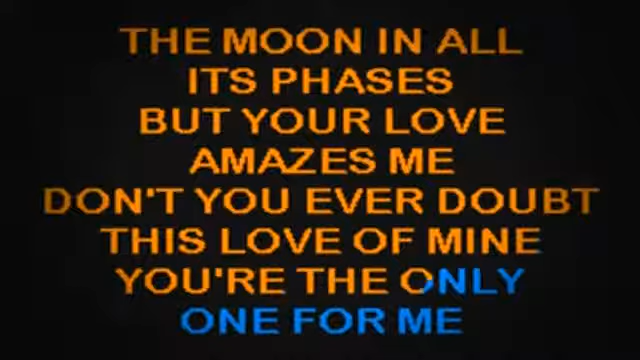 THE MOON IN ALL
ITS PHASES
BUT YOUR LOVE
AMAZES ME
DON'T YOU EVER DOUBT
THIS LOVE OF MINE
YOU'RE THE ONLY
ONE FOR ME